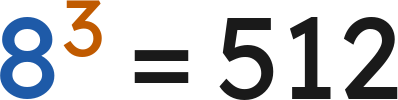 8³ = 512